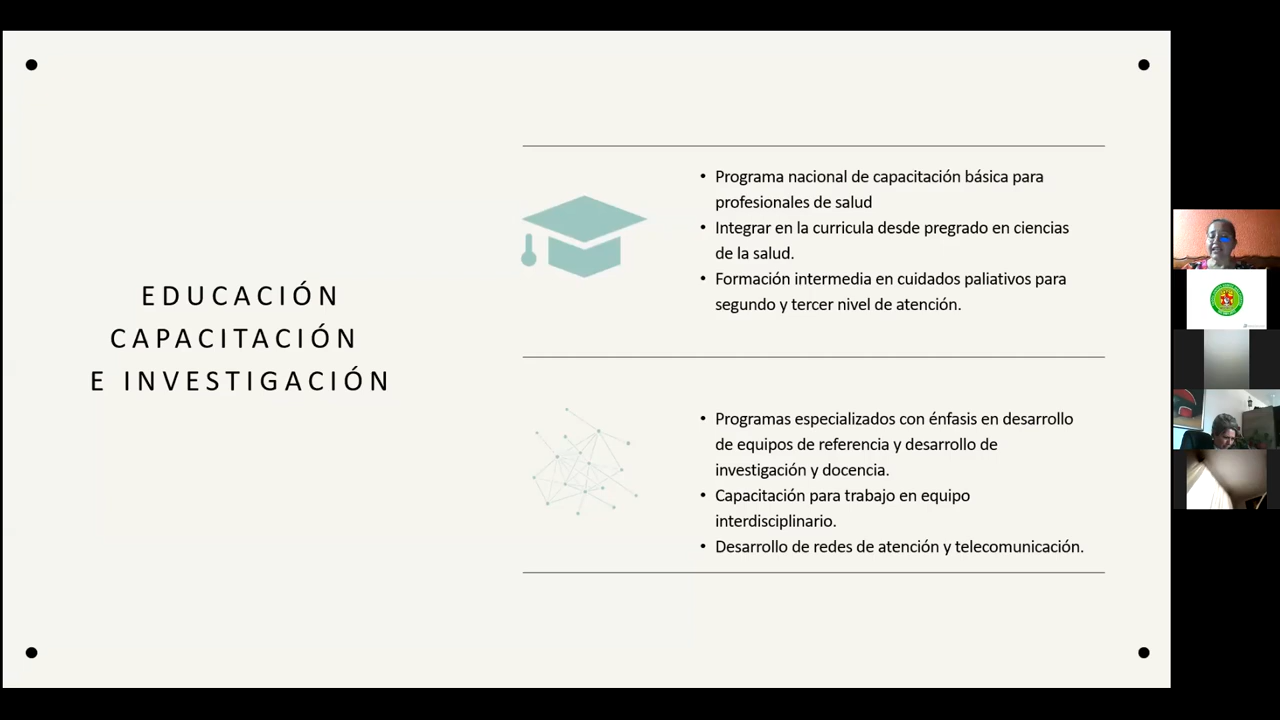 EDUCACIÓN
CAPACITACIÓN
E INVESTIGACIÓN
• Programa nacional de capacitación básica para
profesionales de salud
• Integrar en la curricula desde pregrado en ciencias
de la salud.
• Formación intermedia en cuidados paliativos para
segundo y tercer nivel de atención.
• Programas especializados con énfasis en desarrollo
de equipos de referencia y desarrollo de
investigación y docencia.
• Capacitación para trabajo en equipo
interdisciplinario.
• Desarrollo de redes de atención y telecomunicación.